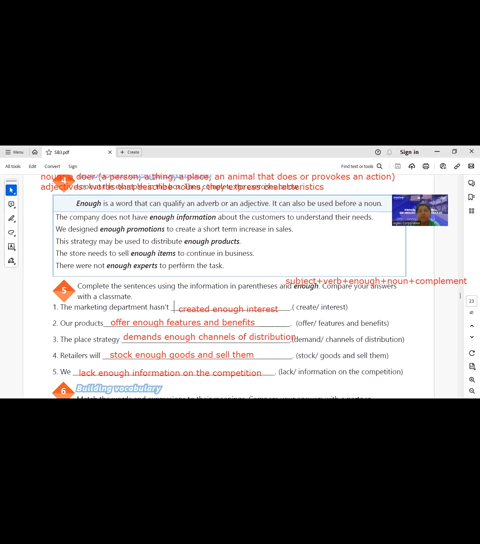 Menu
SB3.pdf
Create
Sign in
All tools Edit Convert Sign
Find text or tools
doer (a person, a thing, a place, an animal that does or provokes an action)
4
Enough is a word that can qualify an adverb or an adjective. It can also be used before a noun.
The company does not have enough information about the customers to understand their needs.
We designed enough promotions to create a short term increase in sales.
This strategy may be used to distribute enough products.
The store needs to sell enough items to continue in business.
There were not enough experts to perform the task.
subject+verb+enough+noun+complement
5 Complete the sentences using the information in parentheses and enough. Compare your answers
with a classmate.
1. The marketing department hasn't created enough interest .( create/ interest)
2. Our products offer enough features and benefits . (offer/ features and benefits)
3. The place strategy demands enough channels of distribution (demand/ channels of distribution)
4. Retailers will stock enough goods and sell them . (stock/ goods and sell them)
5. We lack enough information on the competition . (lack/ information on the competition)
6 Building vocabulary
23